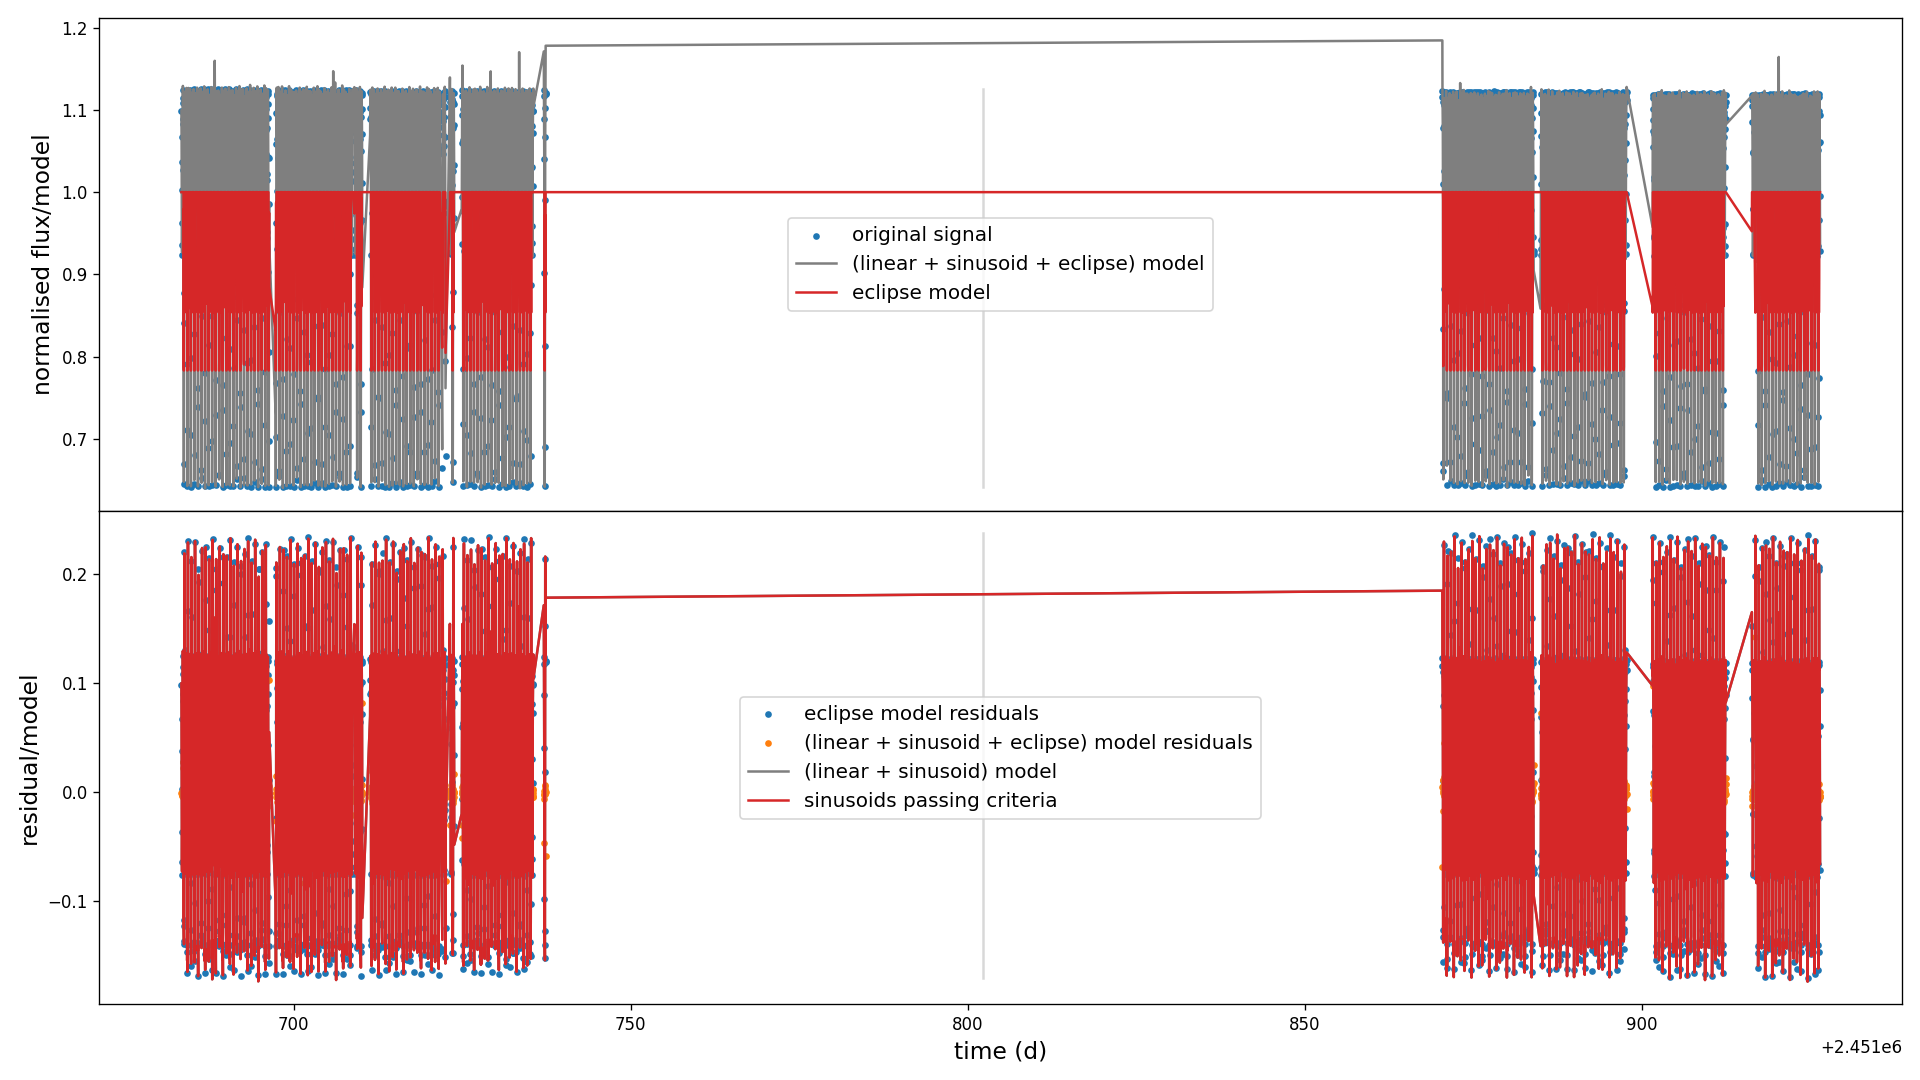 1.2
1.1
1.0
0.9
0.8
0.7
normalised flux/model
original signal
(linear + sinusoid + eclipse) model
eclipse model
0.2
0.1
0.0
−0.1
residual/model
eclipse model residuals
(linear + sinusoid + eclipse) model residuals
(linear + sinusoid) model
sinusoids passing criteria
700 750 800 850 900
time (d)
+2.451e6